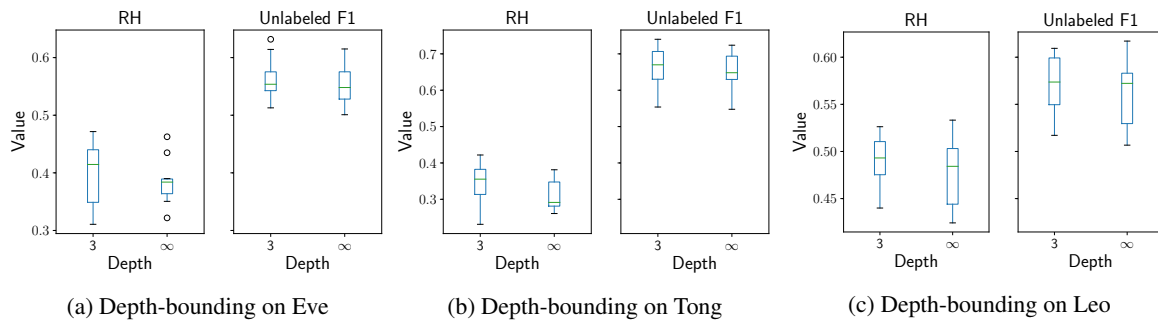 RH
Unlabeled F1
Value
0.6
0.5
0.4
0.3
3
∞
3
∞
Depth
Depth
(a) Depth-bounding on Eve
RH
Unlabeled F1
Value
0.7
0.6
0.5
0.4
0.3
3
∞
3
∞
Depth
Depth
(b) Depth-bounding on Tong
RH
Unlabeled F1
Value
0.60
0.55
0.50
0.45
3
∞
3
∞
Depth
Depth
(c) Depth-bounding on Leo